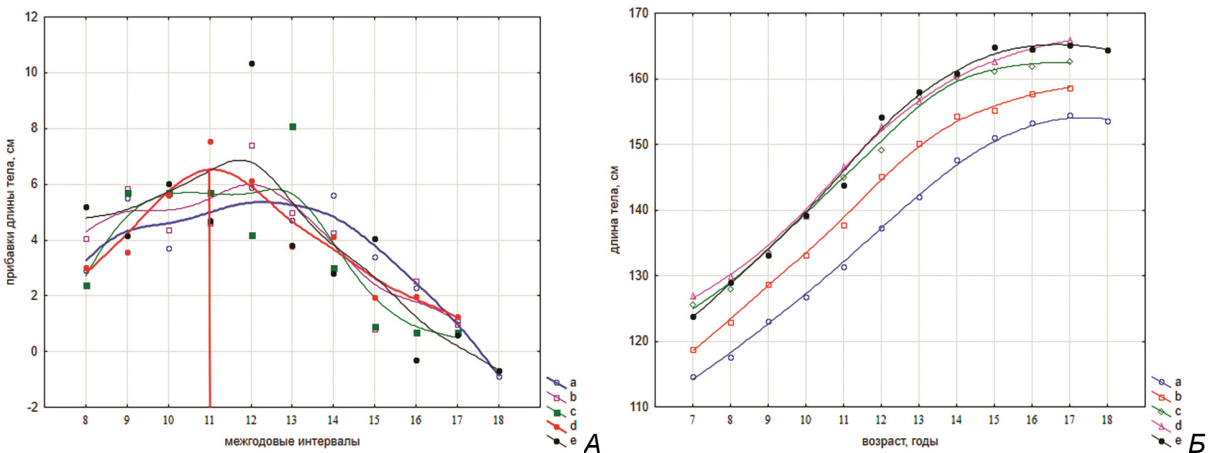 12
10
8
6
4
2
0
-2
прибавки длины тела, см
8 9 10 11 12 13 14 15 16 17 18
межгодовые интервалы
a
b
c
d
e
А
170
160
150
140
130
120
110
длина тела, см
7 8 9 10 11 12 13 14 15 16 17 18
возраст, годы
a
b
c
d
e
Б